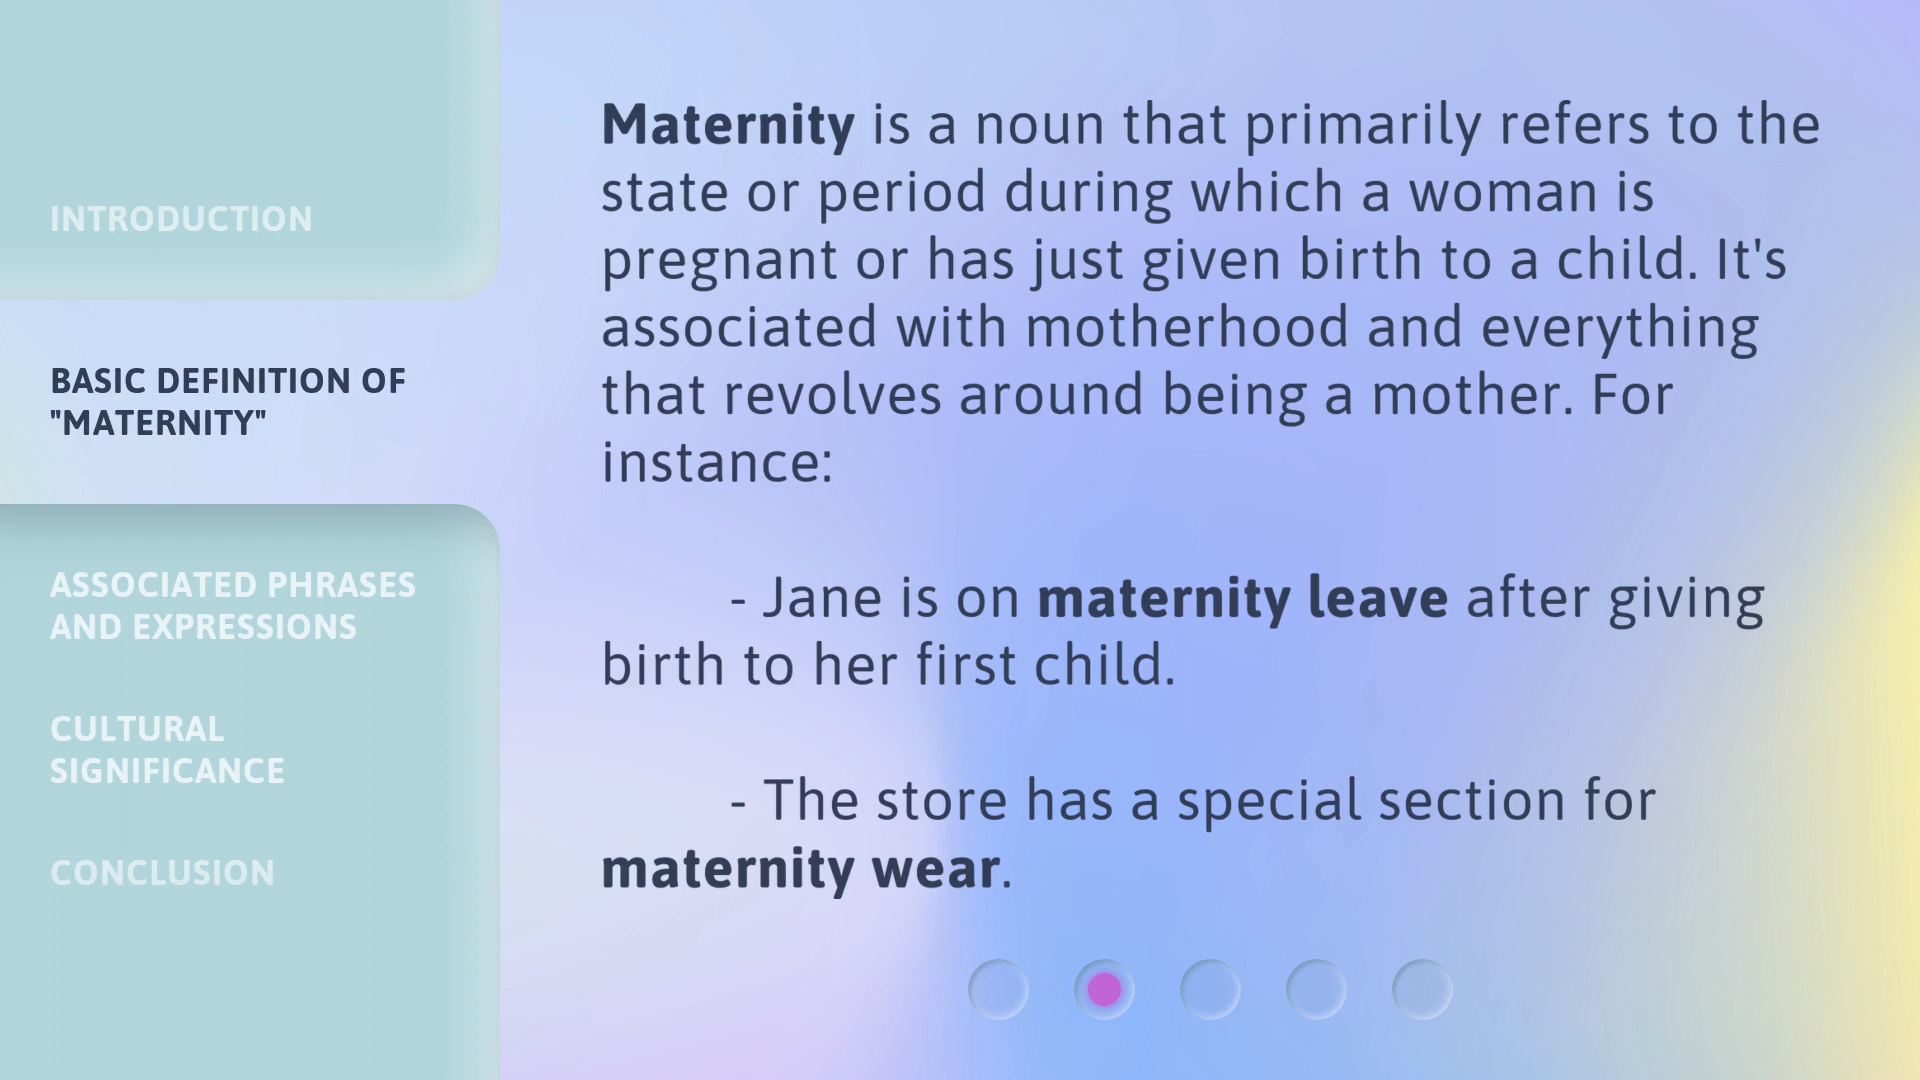 INTRODUCTION
BASIC DEFINITION OF
"MATERNITY"
ASSOCIATED PHRASES
AND EXPRESSIONS
CULTURAL
SIGNIFICANCE
CONCLUSION
Maternity is a noun that primarily refers to the
state or period during which a woman is
pregnant or has just given birth to a child. It's
associated with motherhood and everything
that revolves around being a mother. For
instance:
- Jane is on maternity leave after giving
birth to her first child.
- The store has a special section for
maternity wear.